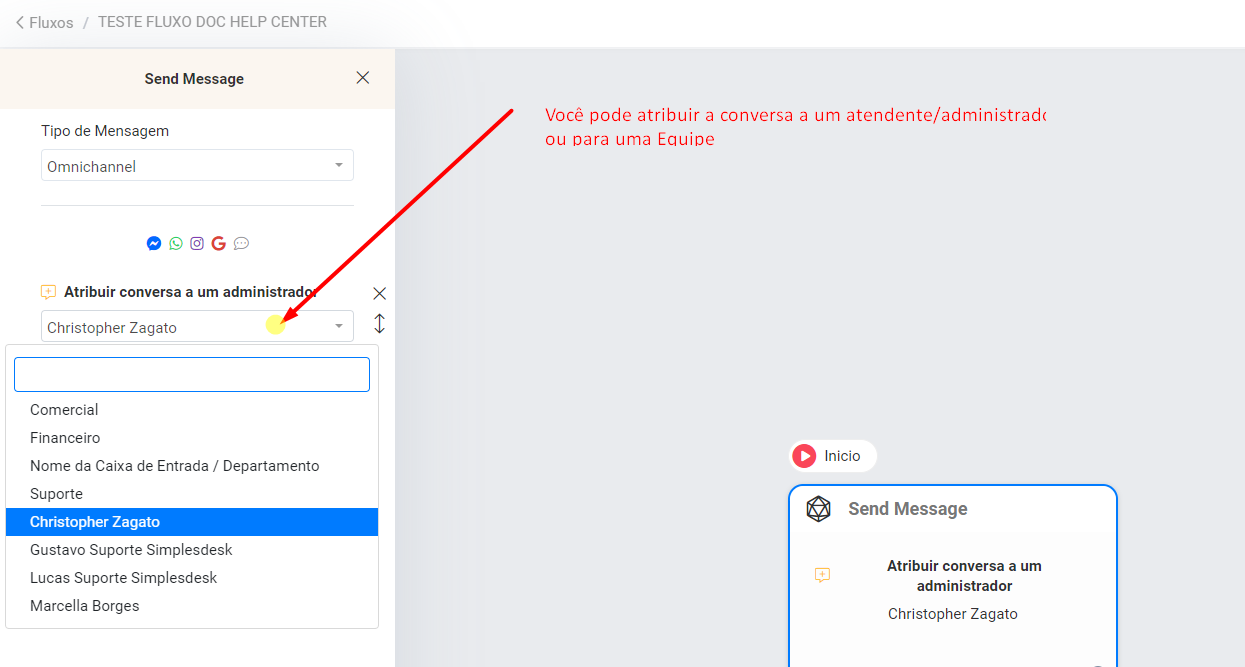 Fluxos / TESTE FLUXO DOC HELP CENTER
Send Message
Tipo de Mensagem
Omnichannel
Atribuir conversa a um administrador
Christopher Zagato
Comercial
Financeiro
Nome da Caixa de Entrada / Departamento
Suporte
Christopher Zagato
Gustavo Suporte Simplesdesk
Lucas Suporte Simplesdesk
Marcella Borges
Você pode atribuir a conversa a um atendente/administrado
ou para uma Equipe
Inicio
Send Message
Atribuir conversa a um
administrador
Christopher Zagato